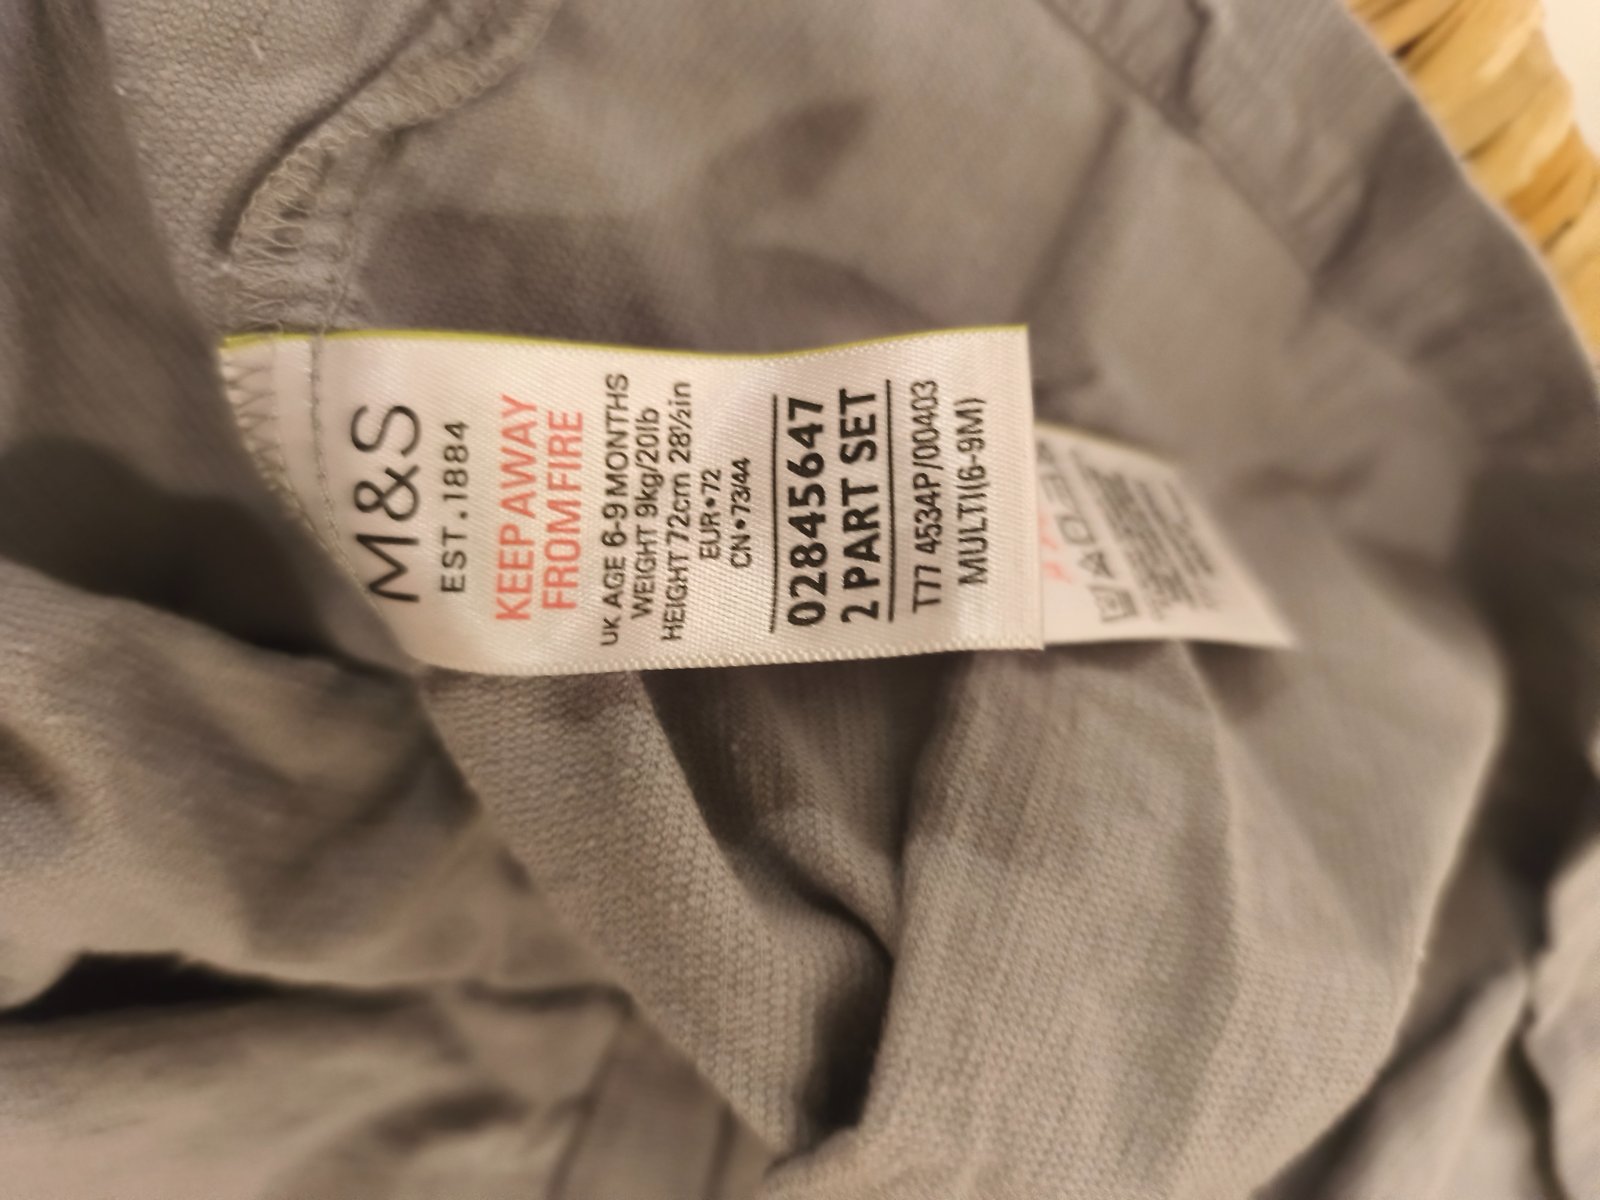 M&S
EST.1884
KEEP AWAY
FROM FIRE
UK AGE 6-9 MONTHS
WEIGHT 9kg/20lb
HEIGHT 72cm 28½in
EUR•72
CN•73/44
02845647
2 PART SET
T77 4534P/00403
MULTI(6-9M)